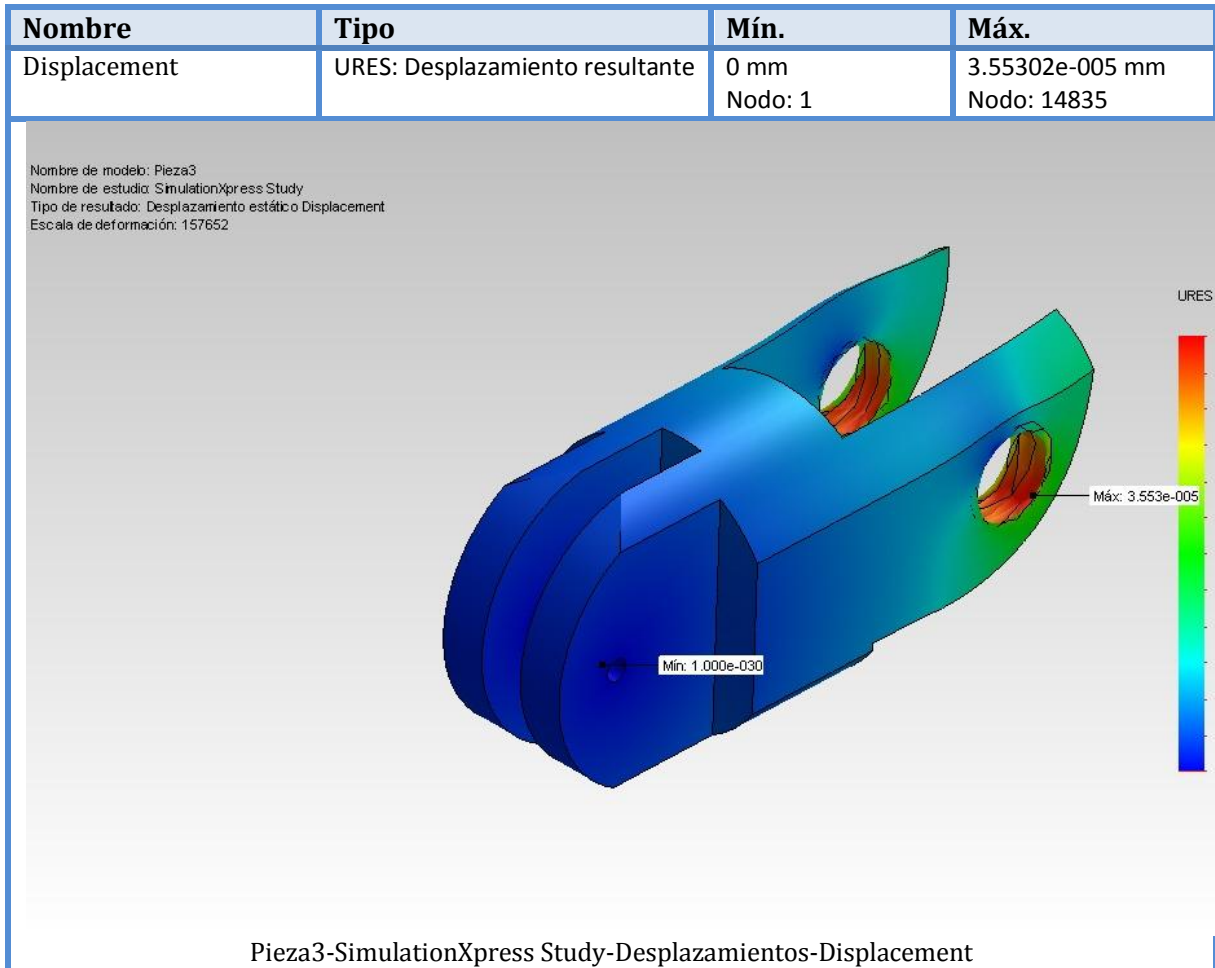 Nombre Tipo Mín. Máx.
Displacement URES: Desplazamiento resultante 0 mm 3.55302e-005 mm
Nodo: 1 Nodo: 14835
Nombre de modelo: Pieza3
Nombre de estudio: SimulationXpress Study
Tipo de resultado: Desplazamiento estático Displacement
Escala de deformación: 157652
URES
Máx: 3.553e-005
Mín: 1.000e-030
Pieza3-SimulationXpress Study-Desplazamientos-Displacement